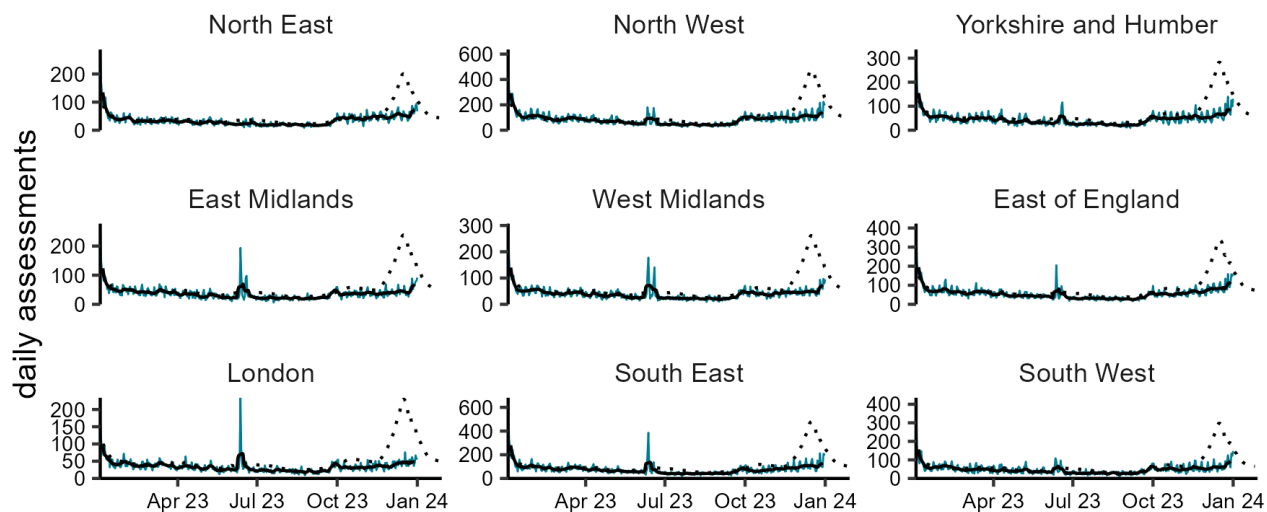 North East
North West
Yorkshire and Humber
200
100
0
600
400
200
0
300
200
100
0
daily assessments
East Midlands
West Midlands
East of England
200
100
0
300
200
100
0
400
300
200
100
0
London
South East
South West
200
150
100
50
0
600
400
200
0
400
300
200
100
0
Apr 23 Jul 23 Oct 23 Jan 24
Apr 23 Jul 23 Oct 23 Jan 24
Apr 23 Jul 23 Oct 23 Jan 24